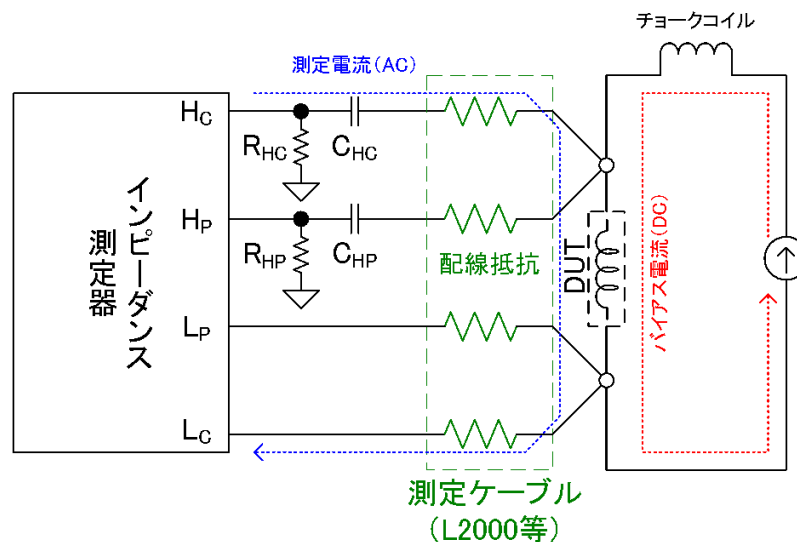 チョークコイル
測定電流(AC)
HC
RHC
CHC
HP
RHP
CHP
配線抵抗
DUT
バイアス電流(DC)
インピーダンス
測定器
LP
LC
測定ケーブル
(L2000等)